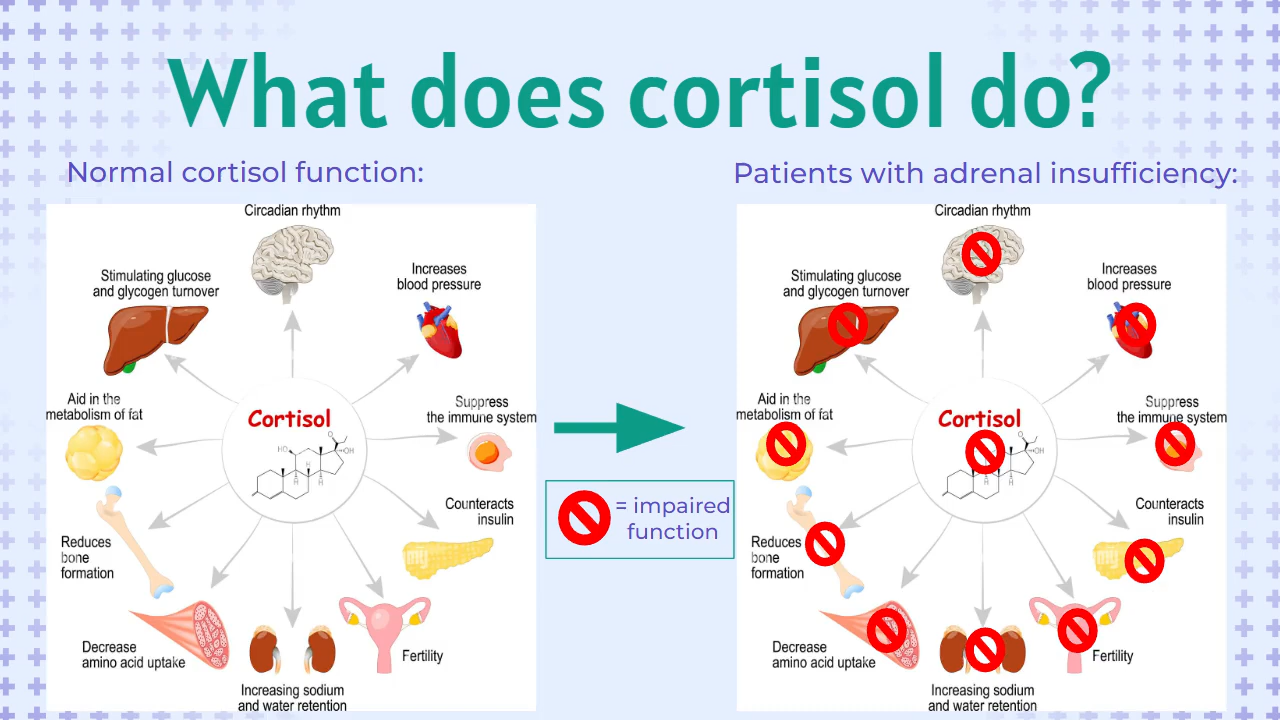 What does cortisol do?
Normal cortisol function:
Circadian rhythm
Stimulating glucose
and glycogen turnover
Increases
blood pressure
Aid in the
metabolism of fat
Cortisol
HO
OH
H
H
H
Suppress
the immune system
Counteracts
insulin
Reduces
bone
formation
Decrease
amino acid uptake
Fertility
Increasing sodium
and water retention
= impaired
function
Patients with adrenal insufficiency:
Circadian rhythm
Stimulating glucose
and glycogen turnover
Increases
blood pressure
Aid in the
metabolism of fat
Cortisol
OH
H
H
Suppress
the immune system
Counteracts
insulin
my
Reduces
bone
formation
Decrease
amino acid uptake
Fertility
Increasing sodium
and water retention